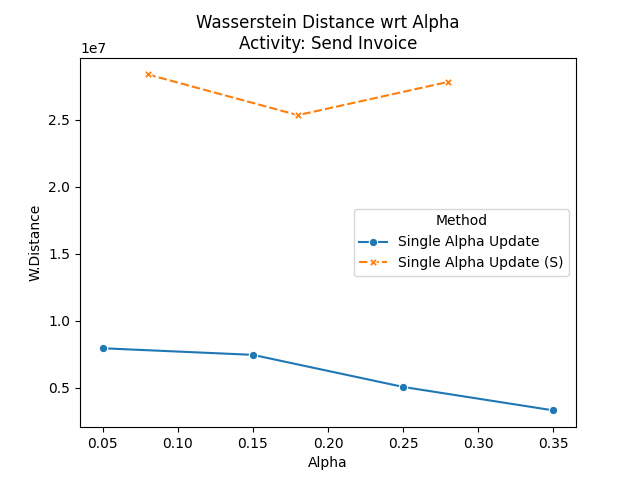 Wasserstein Distance wrt Alpha
Activity: Send Invoice
1e7
2.5
2.0
1.5
1.0
0.5
W.Distance
Method
Single Alpha Update
Single Alpha Update (S)
0.05 0.10 0.15 0.20 0.25 0.30 0.35
Alpha